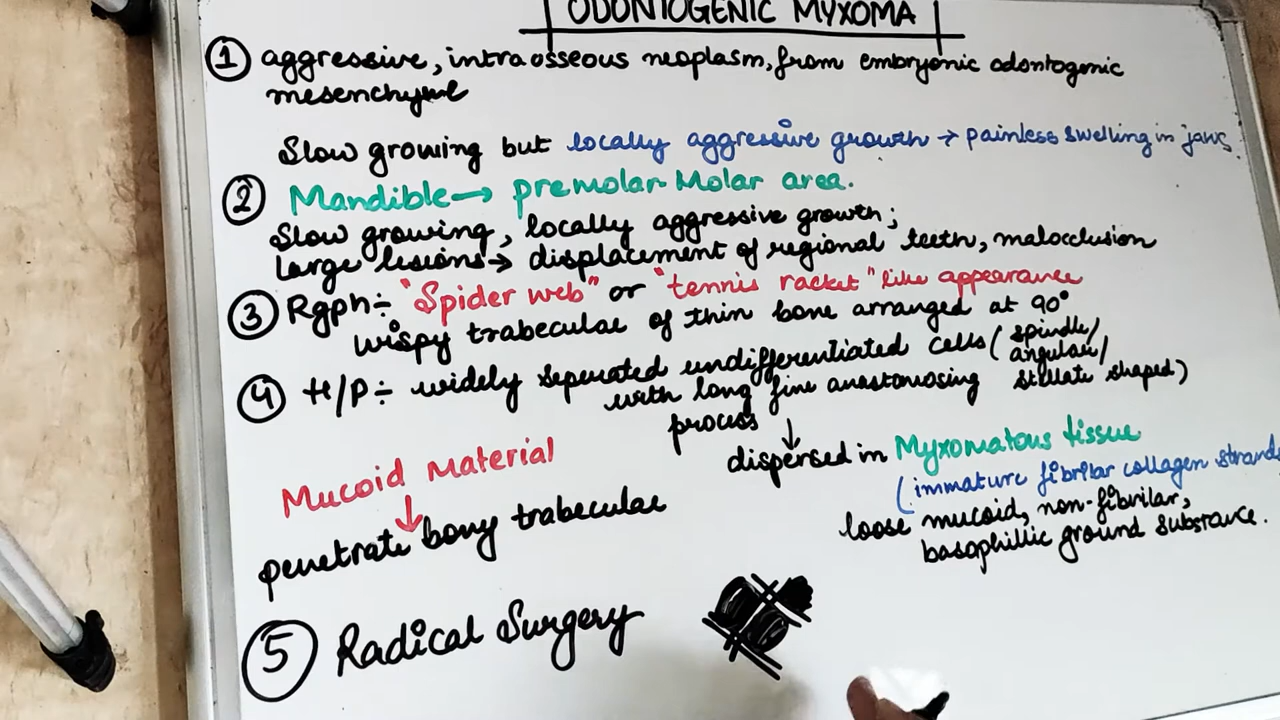 ODONTOGENIC MYXOMA
① aggressive, intraosseous neoplasm, from embryonic odontogenic
mesenchyme
Slow growing but locally aggressive growth → painless swelling in jaws.
② Mandible → premolar Molar area.
Slow growing, locally aggressive growth;
large lesions → displacement of regional teeth, malocclusion
③ Rgph ÷ "Spider web" or "tennis racket" like appearance
wispy trabeculae of thin bone arranged at 90°
④ H/P ÷ widely seperated undifferentiated cells (spindle/
angular/
with long fine anastomosing stellate shaped)
process
↓
dispersed in Myxomatous tissue
(immature fibrilar collagen strands
loose mucoid, non-fibrilar,
basophillic ground substance.
Mucoid Material
↓
penetrate bony trabeculae
⑤ Radical Surgery